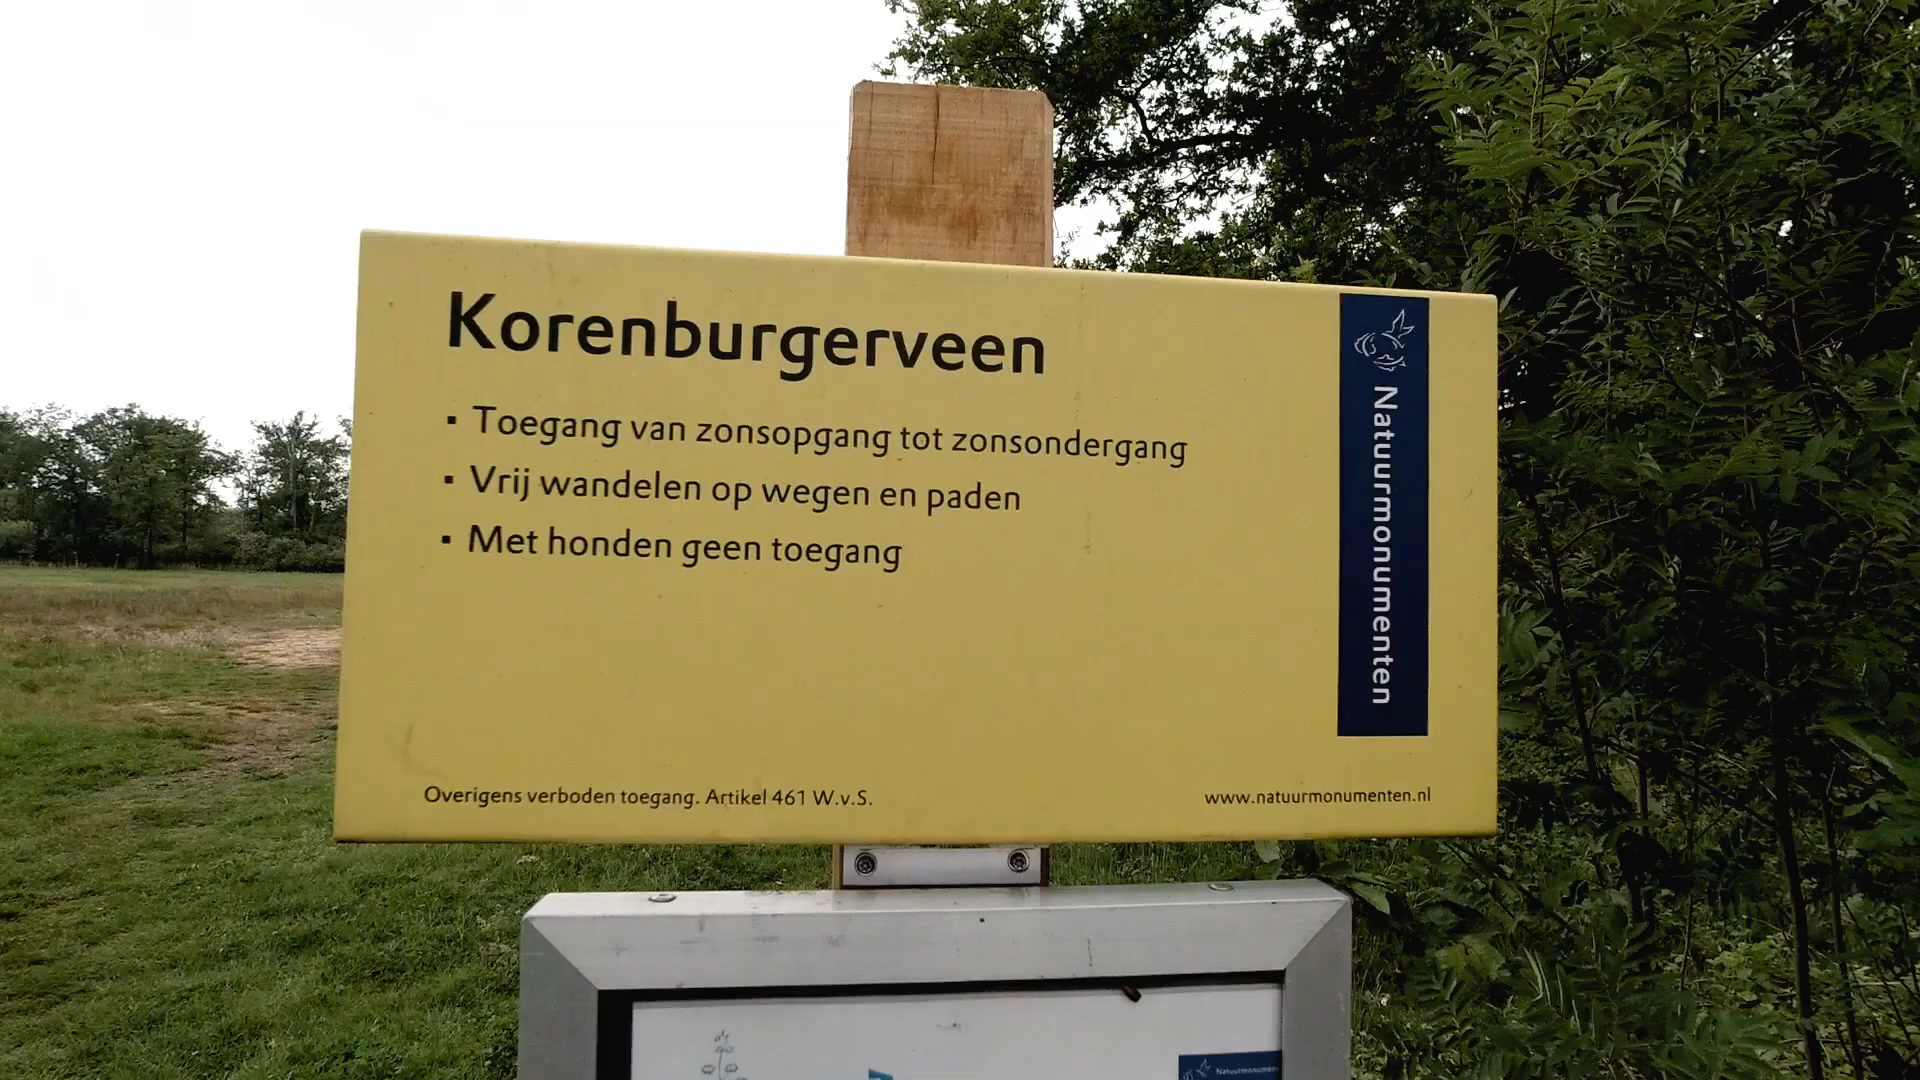 Korenburgerveen
▪ Toegang van zonsopgang tot zonsondergang
▪ Vrij wandelen op wegen en paden
▪ Met honden geen toegang
Natuurmonumenten
Overigens verboden toegang. Artikel 461 W.v.S.
www.natuurmonumenten.nl